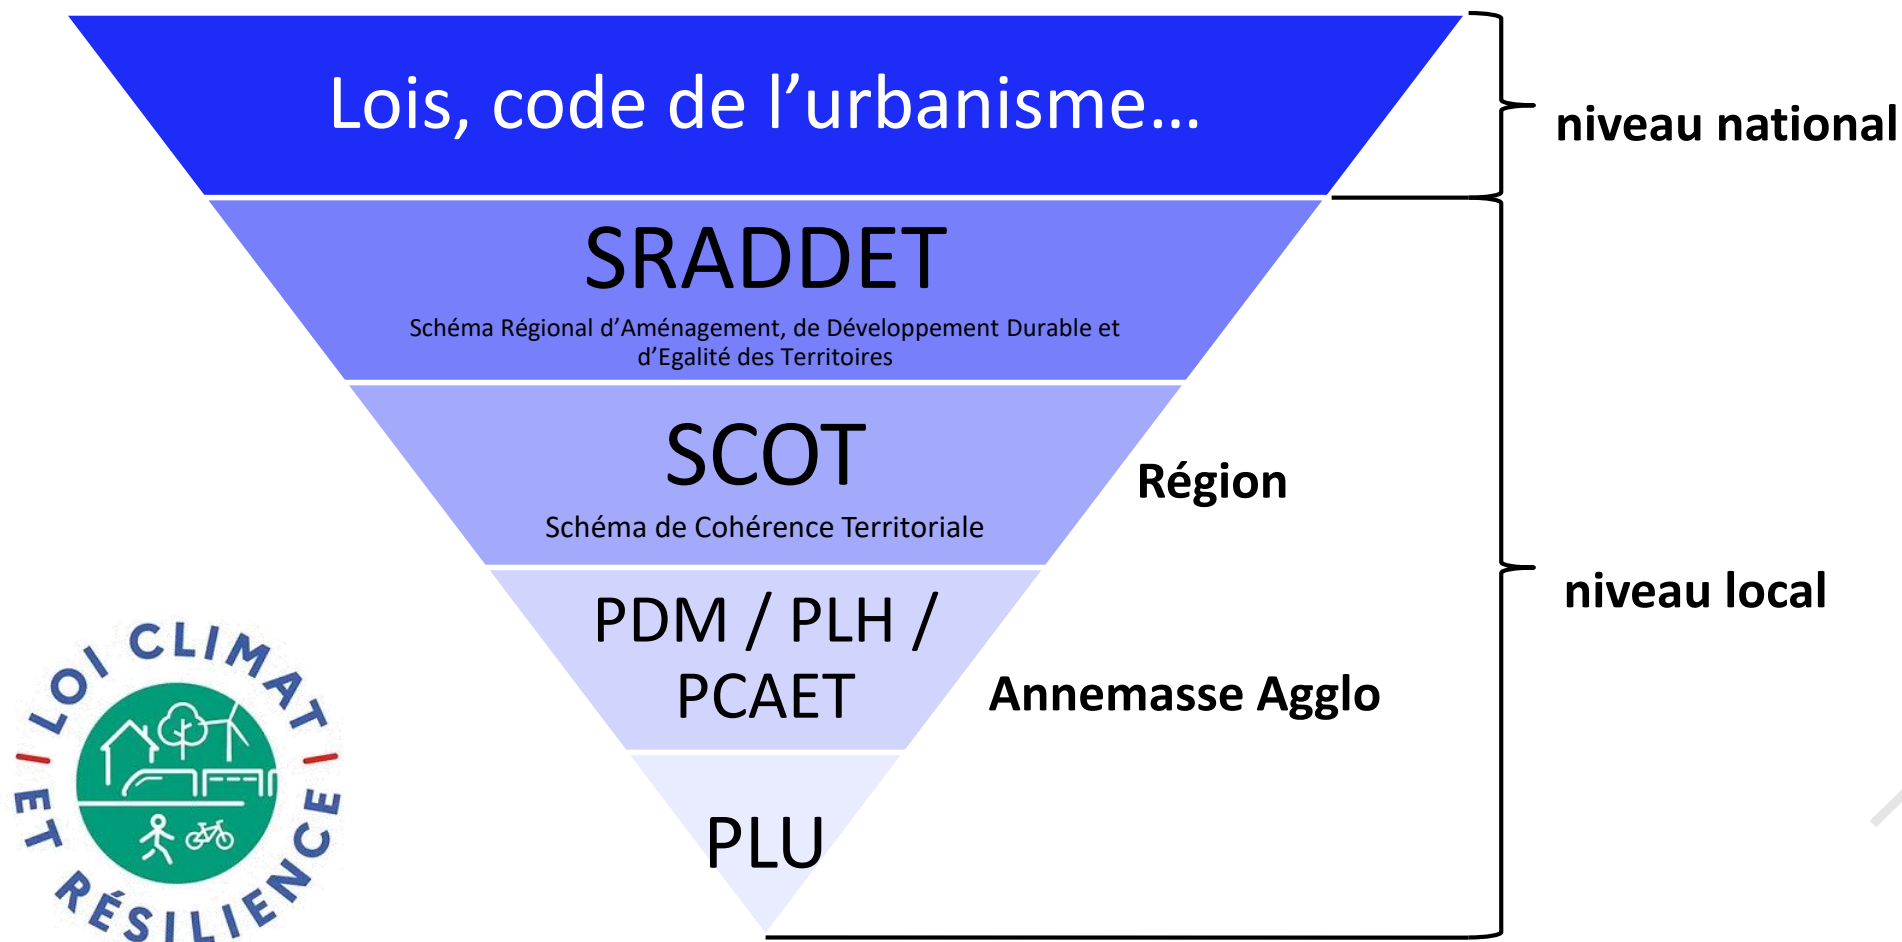 Lois, code de l’urbanisme…
niveau national
SRADDET
Schéma Régional d’Aménagement, de Développement Durable et
d’Egalité des Territoires
SCOT
Schéma de Cohérence Territoriale
Région
niveau local
PDM / PLH /
PCAET
Annemasse Agglo
PLU
LOI CLIMAT
ET RÉSILIENCE